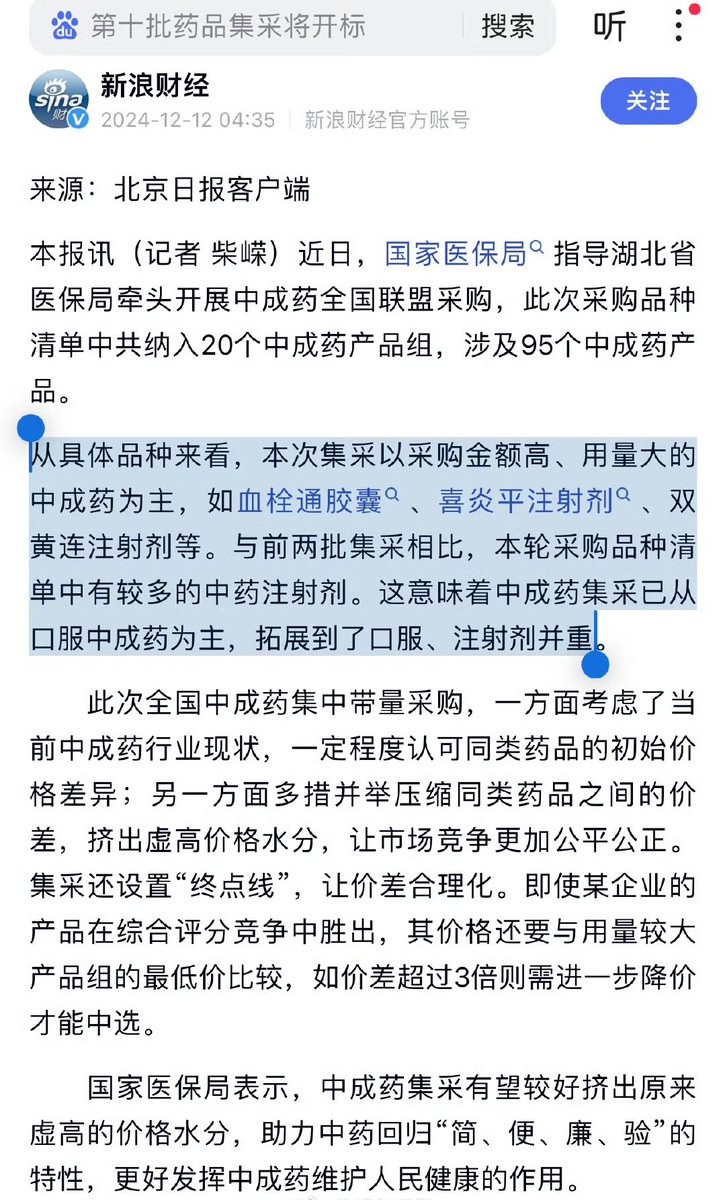 第十批药品集采将开标
搜索
听
新浪财经
2024-12-12 04:35
新浪财经官方账号
关注
来源：北京日报客户端
本报讯（记者 柴嵘）近日，国家医保局指导湖北省
医保局牵头开展中成药全国联盟采购，此次采购品种
清单中共纳入20个中成药产品组，涉及95个中成药产
品。
从具体品种来看，本次集采以采购金额高、用量大的
中成药为主，如血栓通胶囊、喜炎平注射剂、双
黄连注射剂等。与前两批集采相比，本轮采购品种清
单中有较多的中药注射剂。这意味着中成药集采已从
口服中成药为主，拓展到了口服、注射剂并重。
此次全国中成药集中带量采购，一方面考虑了当
前中成药行业现状，一定程度认可同类药品的初始价
格差异；另一方面多措并举压缩同类药品之间的价
差，挤出虚高价格水分，让市场竞争更加公平公正。
集采还设置“终点线”，让价差合理化。即使某企业的
产品在综合评分竞争中胜出，其价格还要与用量较大
产品组的最低价比较，如价差超过3倍则需进一步降价
才能中选。
国家医保局表示，中成药集采有望较好挤出原来
虚高的价格水分，助力中药回归“简、便、廉、验”的
特性，更好发挥中成药维护人民健康的作用。